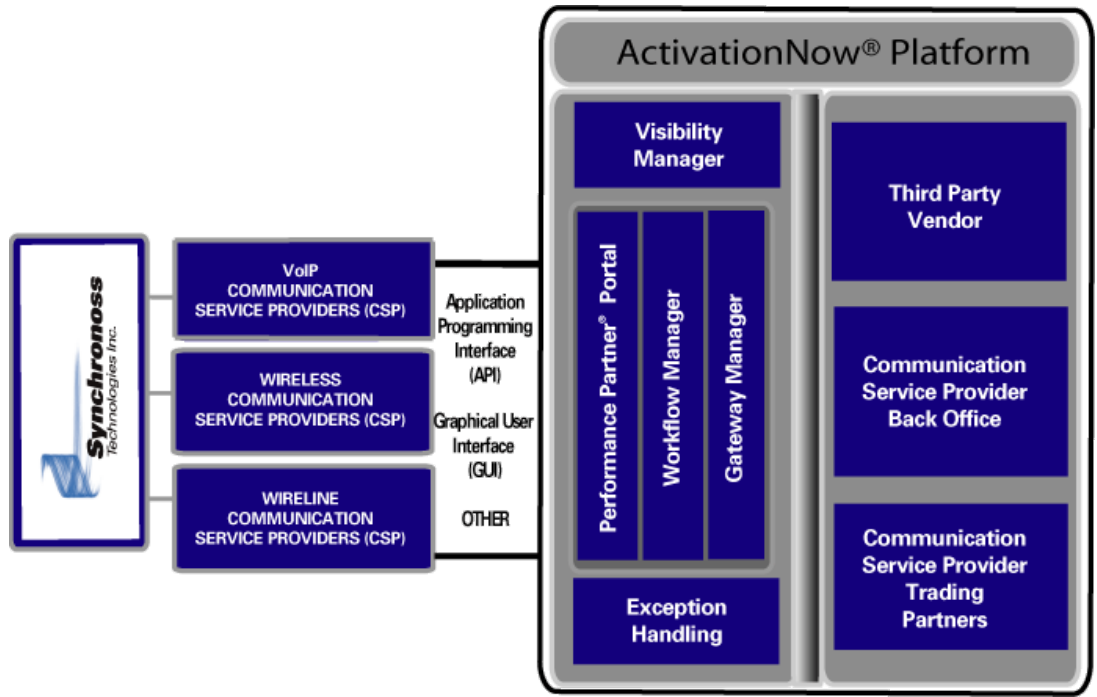 ActivationNow® Platform
Synchronoss
Technologies Inc.
VoIP
COMMUNICATION
SERVICE PROVIDERS (CSP)
WIRELESS
COMMUNICATION
SERVICE PROVIDERS (CSP)
WIRELINE
COMMUNICATION
SERVICE PROVIDERS (CSP)
Application
Programming
Interface
(API)
Graphical User
Interface
(GUI)
OTHER
Visibility
Manager
Performance Partner® Portal
Workflow Manager
Gateway Manager
Exception
Handling
Third Party
Vendor
Communication
Service Provider
Back Office
Communication
Service Provider
Trading
Partners